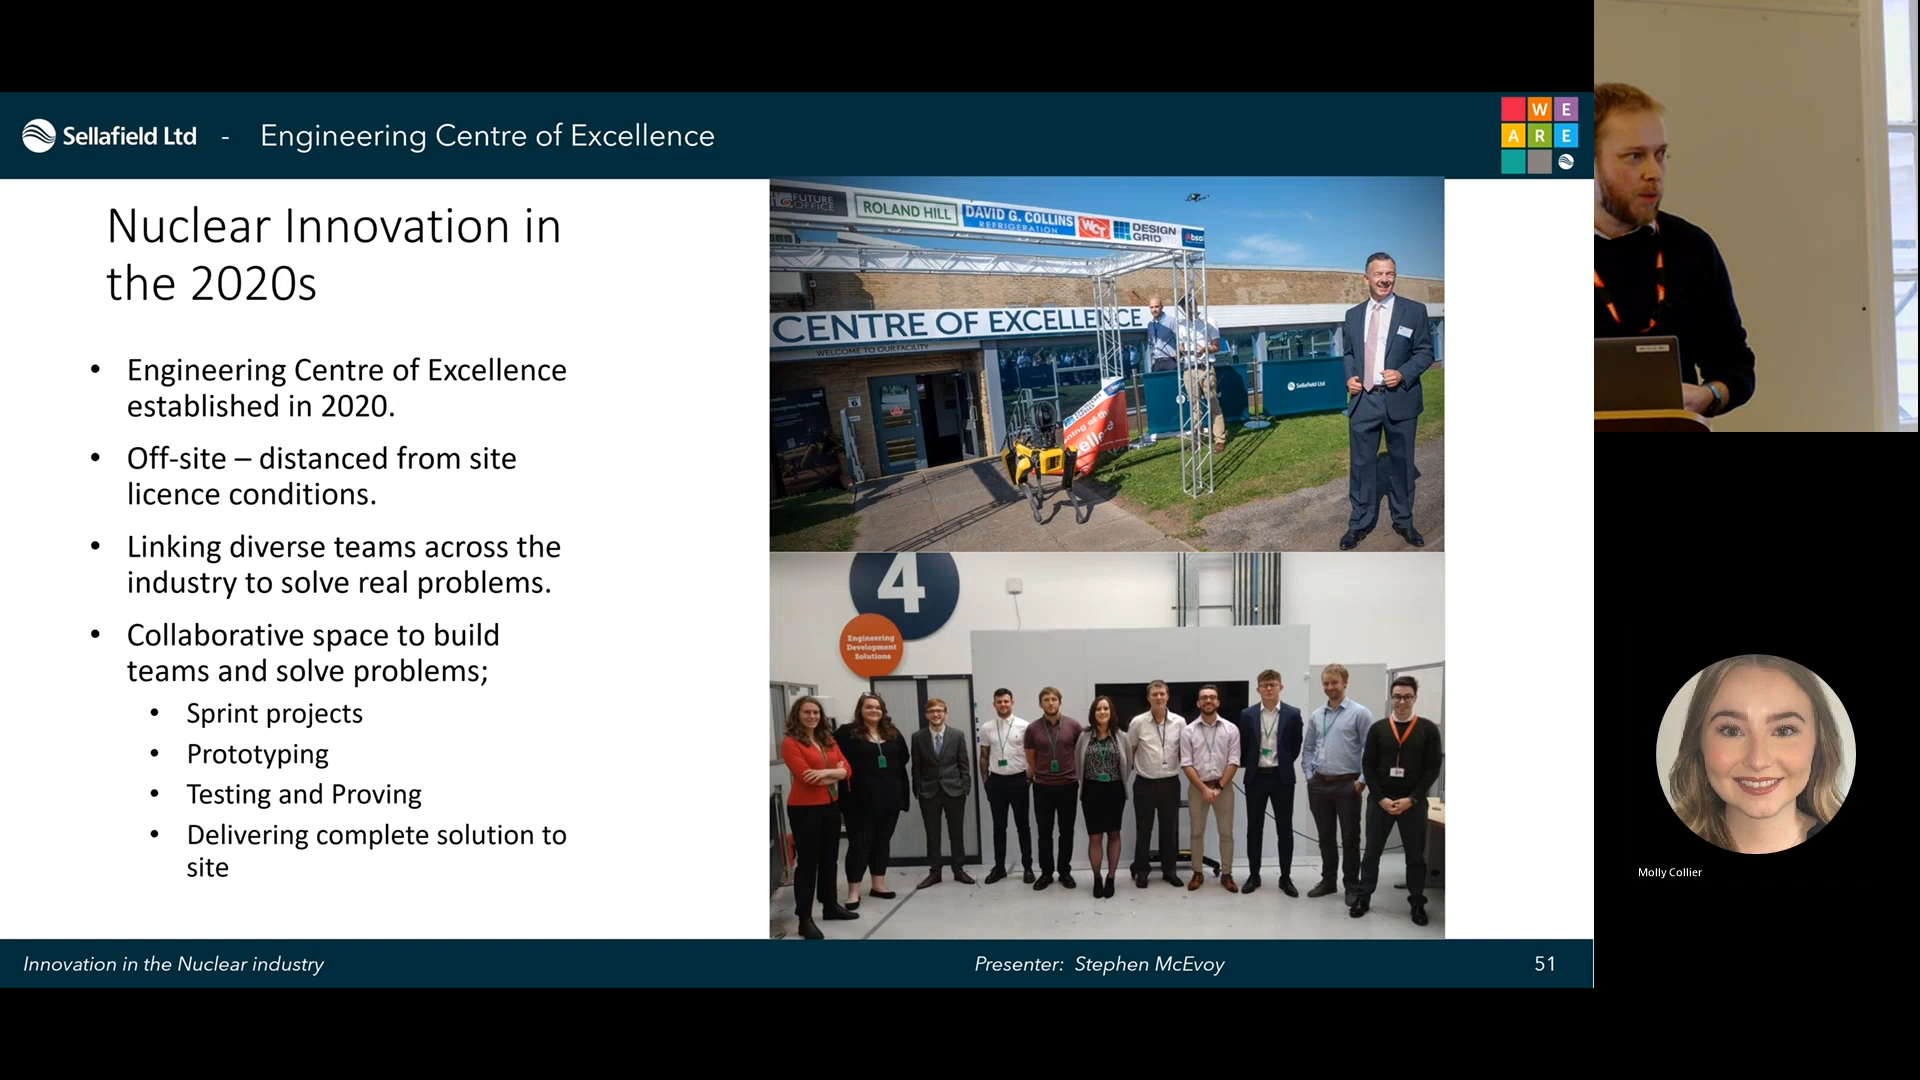 Sellafield Ltd - Engineering Centre of Excellence
W E
A R E
Nuclear Innovation in
the 2020s
• Engineering Centre of Excellence
established in 2020.
• Off-site – distanced from site
licence conditions.
• Linking diverse teams across the
industry to solve real problems.
• Collaborative space to build
teams and solve problems;
• Sprint projects
• Prototyping
• Testing and Proving
• Delivering complete solution to
site
FUTURE
OFFICE
ROLAND HILL
DAVID G. COLLINS
REFRIGERATION
WCT
DESIGN
GRID
CENTRE OF EXCELLENCE
WELCOME TO OUR FACILITY
Sellafield Ltd
4
Engineering
Development
Solutions
Molly Collier
Innovation in the Nuclear industry
Presenter: Stephen McEvoy
51